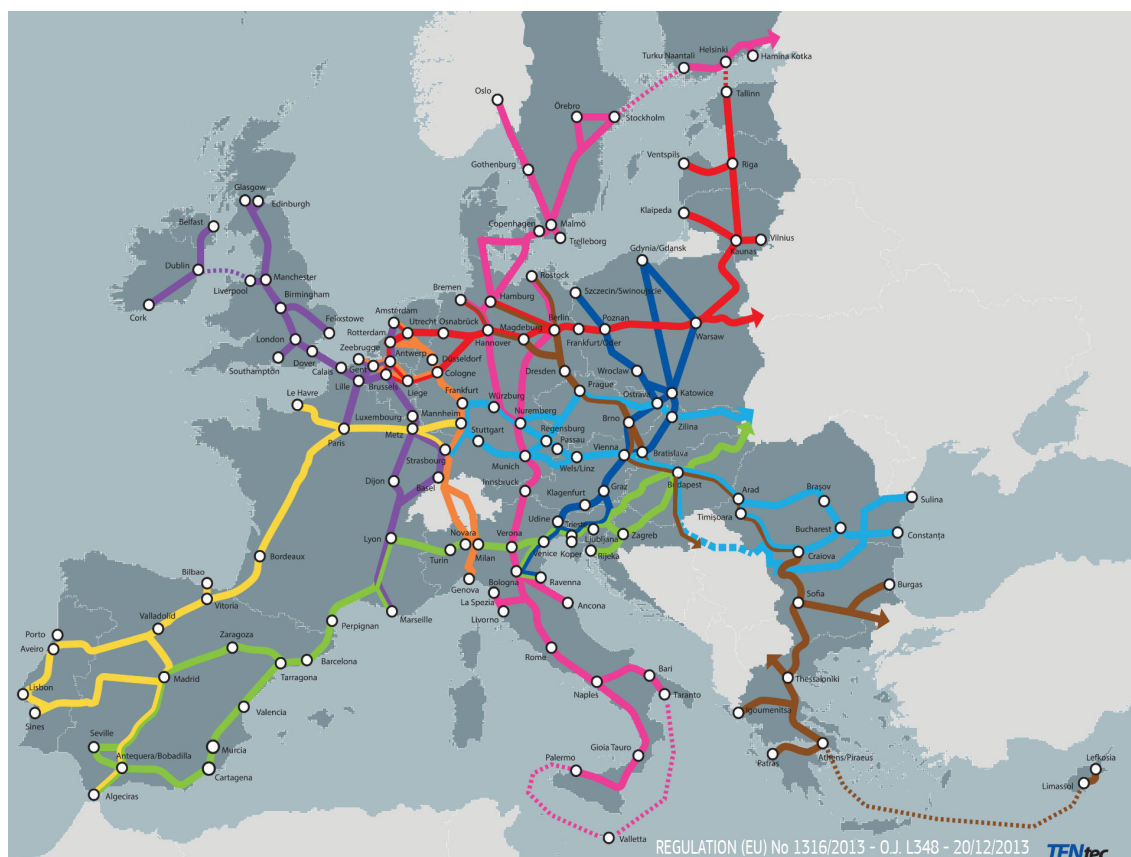 Oslo
Örebro
Stockholm
Turku Naantali
Helsinki
Hamina Kotka
Tallinn
Ventspils
Riga
Gothenburg
Klaipeda
Vilnius
Kaunas
Glasgow
Edinburgh
Belfast
Copenhagen
Malmö
Trelleborg
Gdynia/Gdansk
Dublin
Liverpool
Manchester
Cork
Birmingham
Felixstowe
London
Southampton
Dover
Calais
Bremen
Hamburg
Rostock
Szczecin/Swinoujscie
Amsterdam
Rotterdam
Utrecht
Osnabrück
Hannover
Magdeburg
Berlin
Frankfurt/Oder
Poznan
Warsaw
Zeebrugge
Gent
Antwerp
Düsseldorf
Cologne
Lille
Brussels
Liege
Dresden
Wroclaw
Katowice
Le Havre
Frankfurt
Prague
Ostrava
Luxembourg
Mannheim
Würzburg
Nuremberg
Regensburg
Brno
Zilina
Paris
Metz
Stuttgart
Passau
Strasbourg
Munich
Wels/Linz
Vienna
Bratislava
Dijon
Basel
Innsbruck
Klagenfurt
Graz
Budapest
Arad
Braşov
Sulina
Udine
Timişoara
Bucharest
Constanţa
Lyon
Novara
Turin
Milan
Verona
Venice
Trieste
Koper
Ljubljana
Zagreb
Rijeka
Craiova
Bordeaux
Genova
Bologna
Ravenna
Bilbao
Vitoria
La Spezia
Livorno
Ancona
Sofia
Burgas
Marseille
Valladolid
Perpignan
Porto
Aveiro
Zaragoza
Rome
Barcelona
Tarragona
Madrid
Bari
Naples
Taranto
Thessaloniki
Lisbon
Sines
Valencia
Igoumenitsa
Seville
Murcia
Antequera/Bobadilla
Cartagena
Algeciras
Gioia Tauro
Palermo
Patras
Athens/Piraeus
Lefkosia
Limassol
Valletta
REGULATION (EU) No 1316/2013 - O.J. L348 - 20/12/2013
TENtec